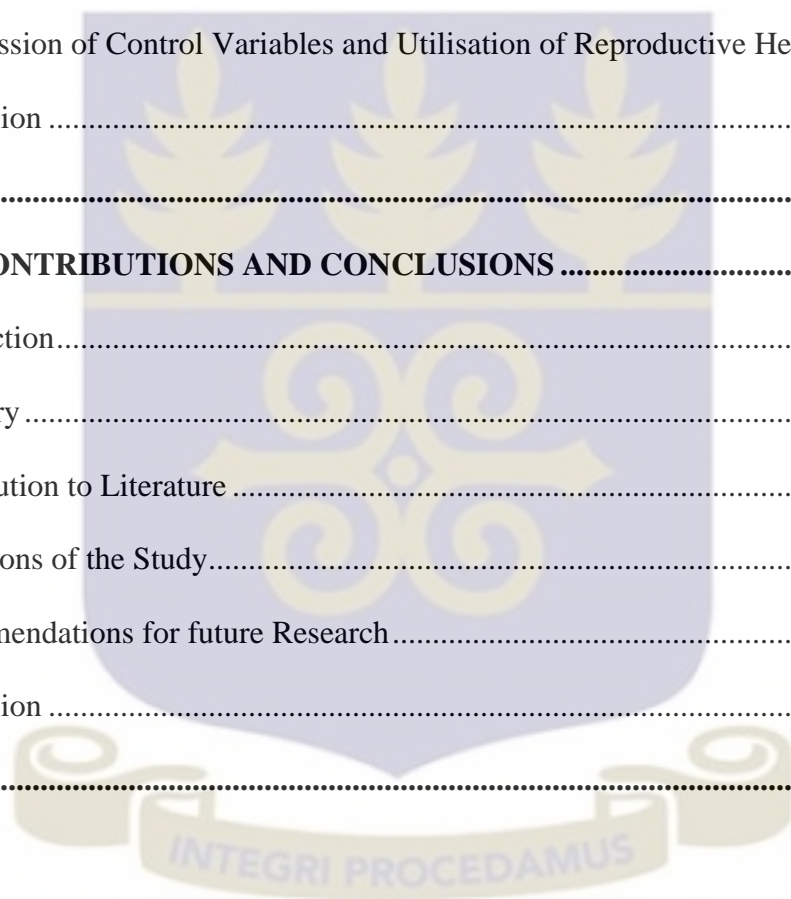 ssion of Control Variables and Utilisation of Reproductive He
ion ................................................................................
................................................................................
ONTRIBUTIONS AND CONCLUSIONS ............................
ction................................................................................
ry ................................................................................
ution to Literature ............................................................
ons of the Study................................................................
mendations for future Research........................................
ion ................................................................................
................................................................................
INTEGRI PROCEDAMUS